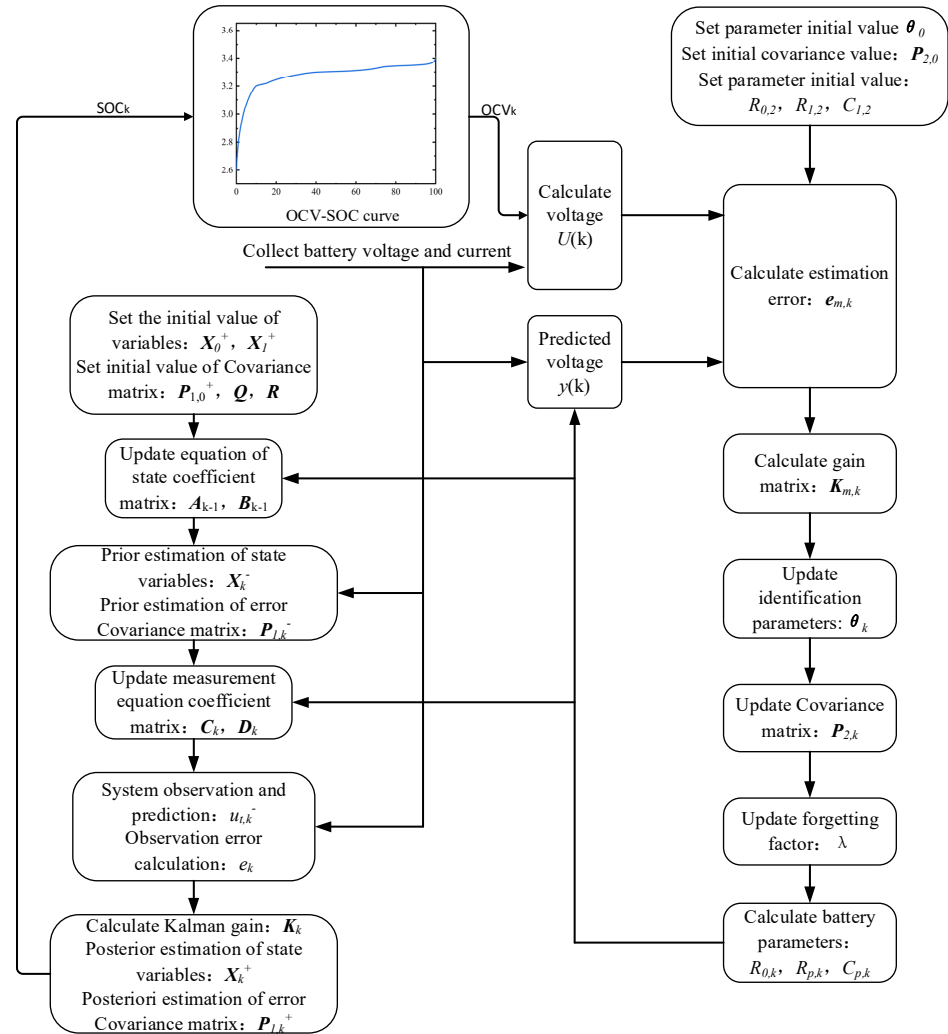 3.6
3.4
3.2
3.0
2.8
2.6
0
20
40
60
80
100
OCV-SOC curve
SOCk
OCVk
Set parameter initial value θ0
Set initial covariance value: P2,0
Set parameter initial value:
R0,2, R1,2, C1,2
Calculate
voltage
U(k)
Collect battery voltage and current
Calculate estimation
error: em,k
Predicted
voltage
y(k)
Set the initial value of
variables: X0+, X1+
Set initial value of Covariance
matrix: P1,0+, Q, R
Update equation of
state coefficient
matrix: Ak-1, Bk-1
Prior estimation of state
variables: Xk-
Prior estimation of error
Covariance matrix: P1,k-
Update measurement
equation coefficient
matrix: Ck, Dk
System observation and
prediction: ut,k-
Observation error
calculation: ek
Calculate Kalman gain: Kk
Posterior estimation of state
variables: Xk+
Posteriori estimation of error
Covariance matrix: P1,k+
Calculate gain
matrix: Km,k
Update
identification
parameters: θk
Update Covariance
matrix: P2,k
Update forgetting
factor: λ
Calculate battery
parameters:
R0,k, Rp,k, Cp,k